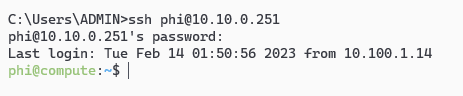 C:\Users\ADMIN>ssh phi@10.10.0.251
phi@10.10.0.251's password:
Last login: Tue Feb 14 01:50:56 2023 from 10.100.1.14
phi@compute:~$